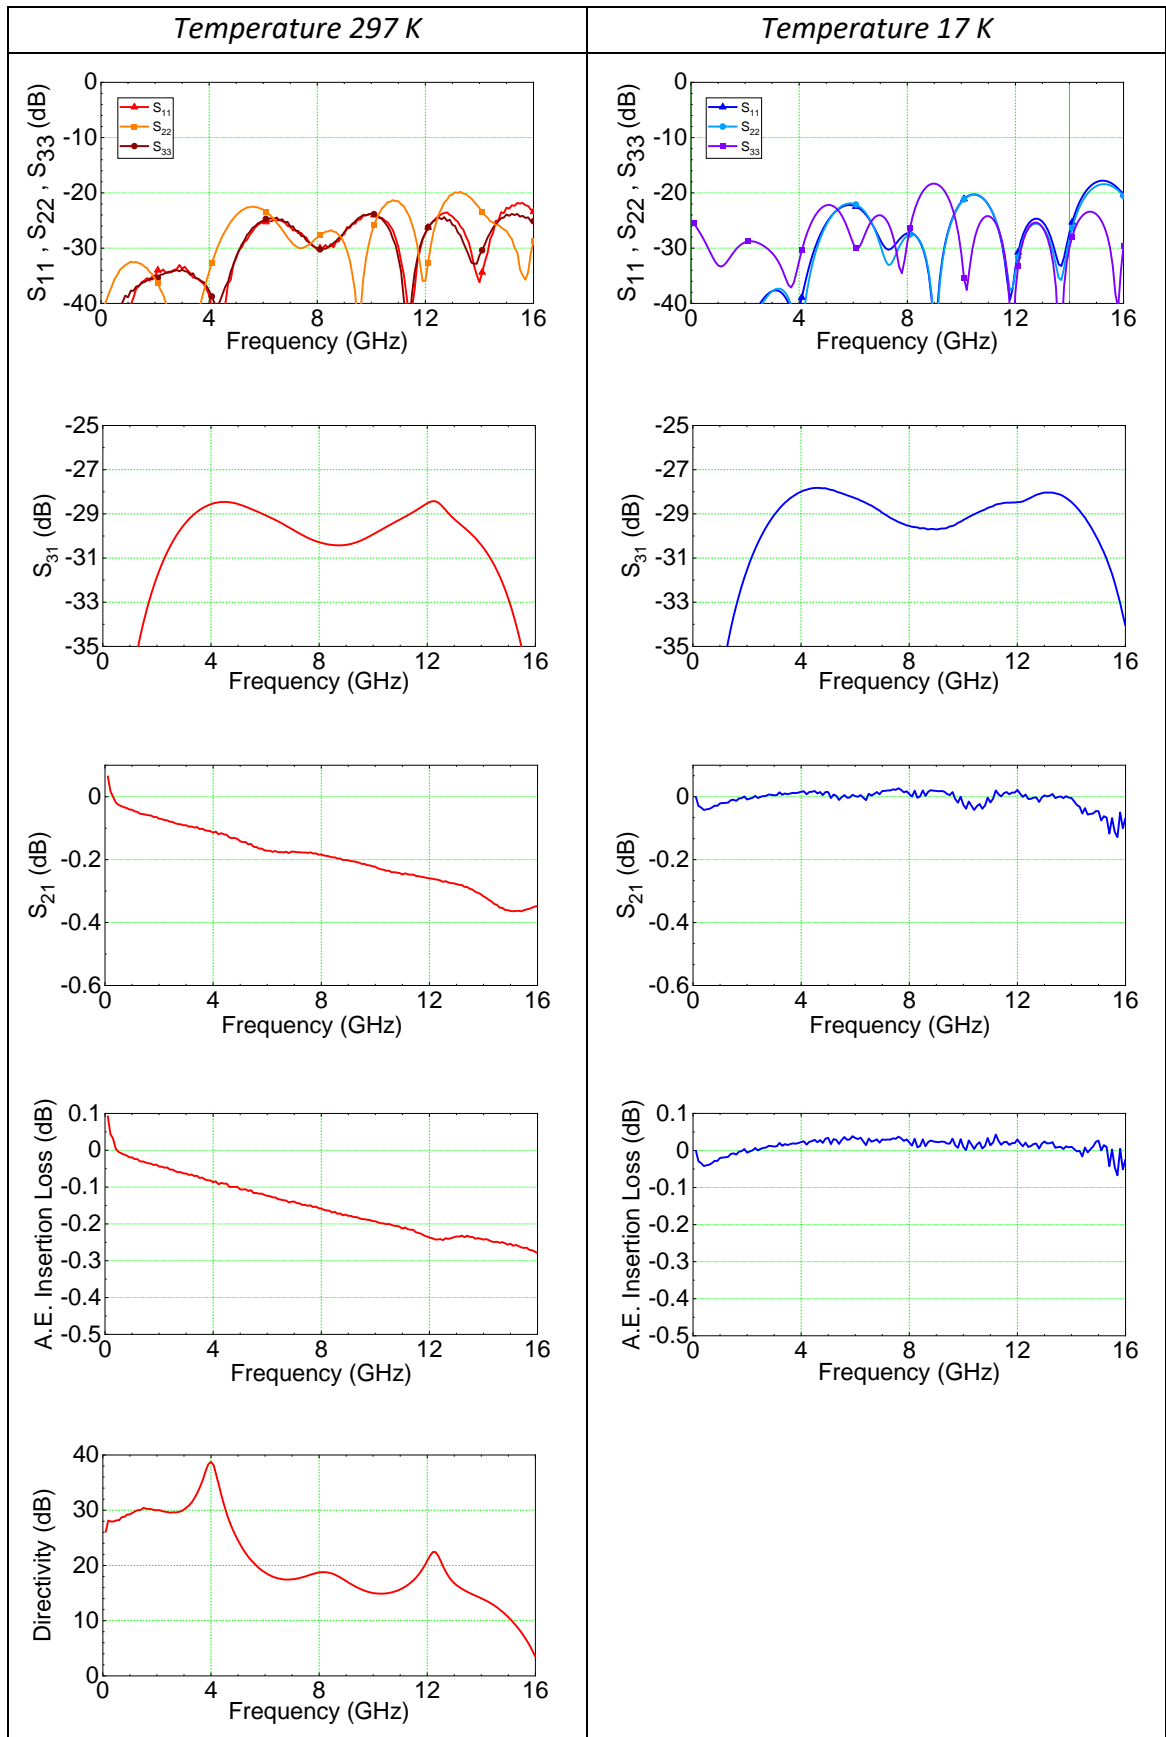 Temperature 297 K
Temperature 17 K
S11 , S22 , S33 (dB)
0
-10
-20
-30
-40
S11
S22
S33
0 4 8 12 16
Frequency (GHz)
S11 , S22 , S33 (dB)
0
-10
-20
-30
-40
S11
S22
S33
0 4 8 12 16
Frequency (GHz)
S31 (dB)
-25
-27
-29
-31
-33
-35
0 4 8 12 16
Frequency (GHz)
S31 (dB)
-25
-27
-29
-31
-33
-35
0 4 8 12 16
Frequency (GHz)
S21 (dB)
0
-0.2
-0.4
-0.6
0 4 8 12 16
Frequency (GHz)
S21 (dB)
0
-0.2
-0.4
-0.6
0 4 8 12 16
Frequency (GHz)
A.E. Insertion Loss (dB)
0.1
0
-0.1
-0.2
-0.3
-0.4
-0.5
0 4 8 12 16
Frequency (GHz)
A.E. Insertion Loss (dB)
0.1
0
-0.1
-0.2
-0.3
-0.4
-0.5
0 4 8 12 16
Frequency (GHz)
Directivity (dB)
40
30
20
10
0
0 4 8 12 16
Frequency (GHz)